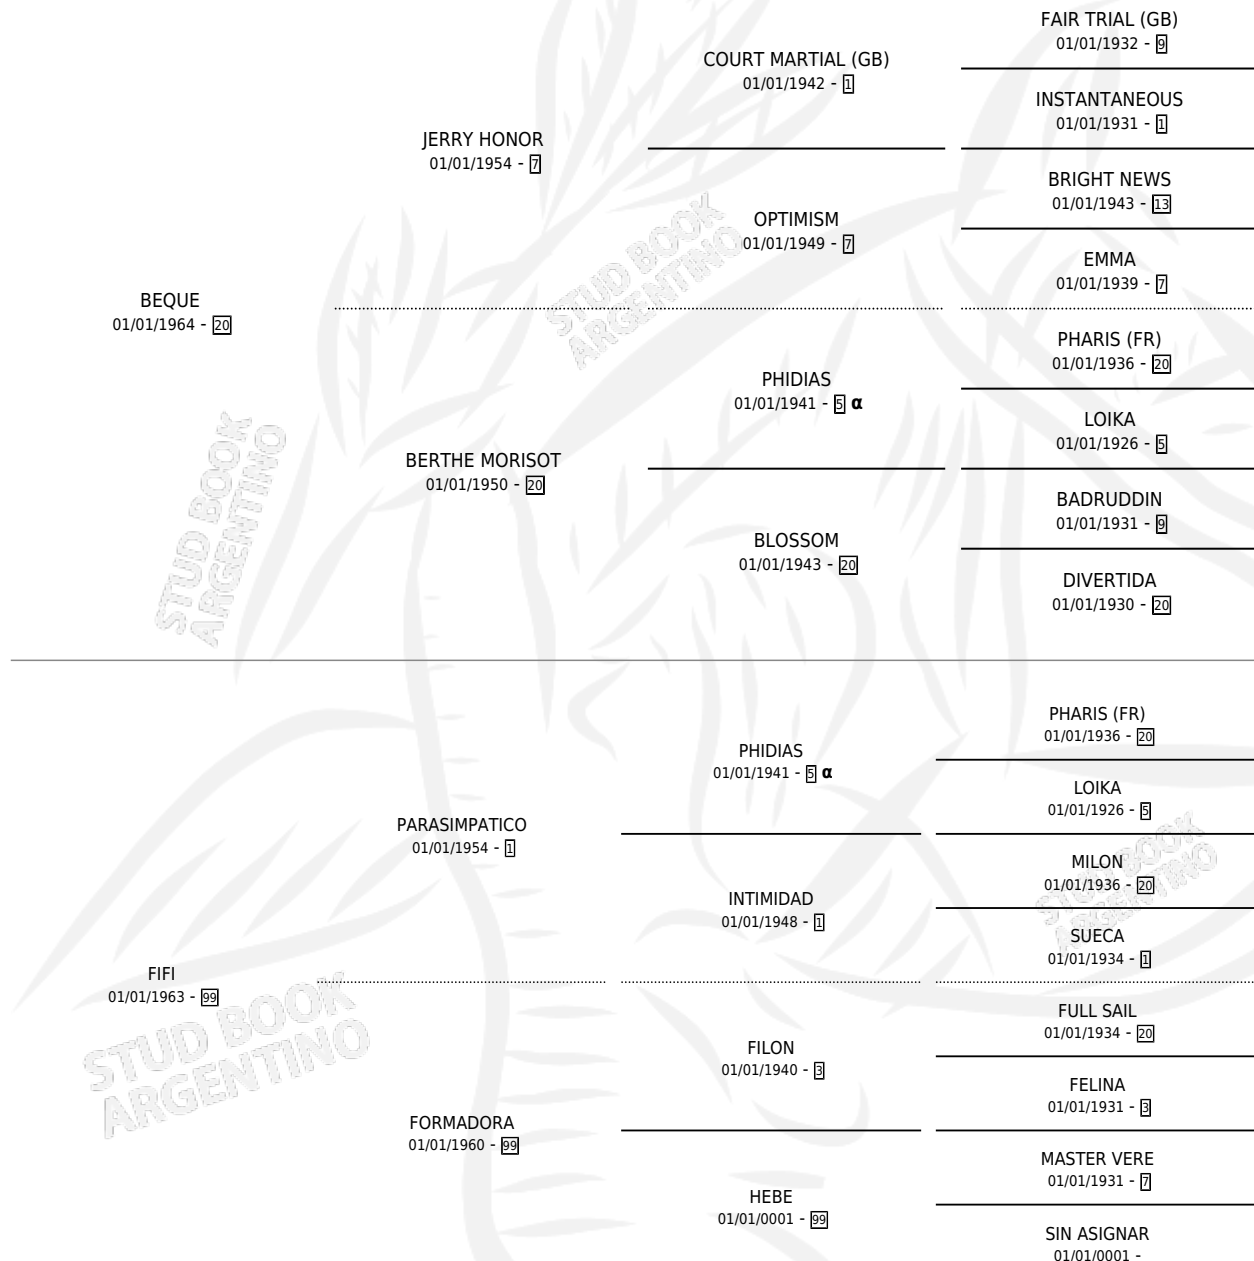 FAIR TRIAL (GB)
01/01/1932 - 9
COURT MARTIAL (GB)
01/01/1942 - 1
INSTANTANEOUS
01/01/1931 - 1
JERRY HONOR
01/01/1954 - 7
BRIGHT NEWS
01/01/1943 - 13
OPTIMISM
01/01/1949 - 7
EMMA
01/01/1939 - 7
BEQUE
01/01/1964 - 20
PHARIS (FR)
01/01/1936 - 20
PHIDIAS
01/01/1941 - 5 α
LOIKA
01/01/1926 - 5
BERTHE MORISOT
01/01/1950 - 20
BADRUDDIN
01/01/1931 - 9
BLOSSOM
01/01/1943 - 20
DIVERTIDA
01/01/1930 - 20
PHARIS (FR)
01/01/1936 - 20
PHIDIAS
01/01/1941 - 5 α
LOIKA
01/01/1926 - 5
PARASIMPATICO
01/01/1954 - 1
MILON
01/01/1936 - 20
INTIMIDAD
01/01/1948 - 1
SUECA
01/01/1934 - 1
FIFI
01/01/1963 - 99
FULL SAIL
01/01/1934 - 20
FILON
01/01/1940 - 3
FELINA
01/01/1931 - 3
FORMADORA
01/01/1960 - 99
MASTER VERE
01/01/1931 - 7
HEBE
01/01/0001 - 99
SIN ASIGNAR
01/01/0001 -
STUD BOOK
ARGENTINO
STUD BOOK
ARGENTINO
STUD BOOK
ARGENTINO
STUD BOOK
ARGENTINO